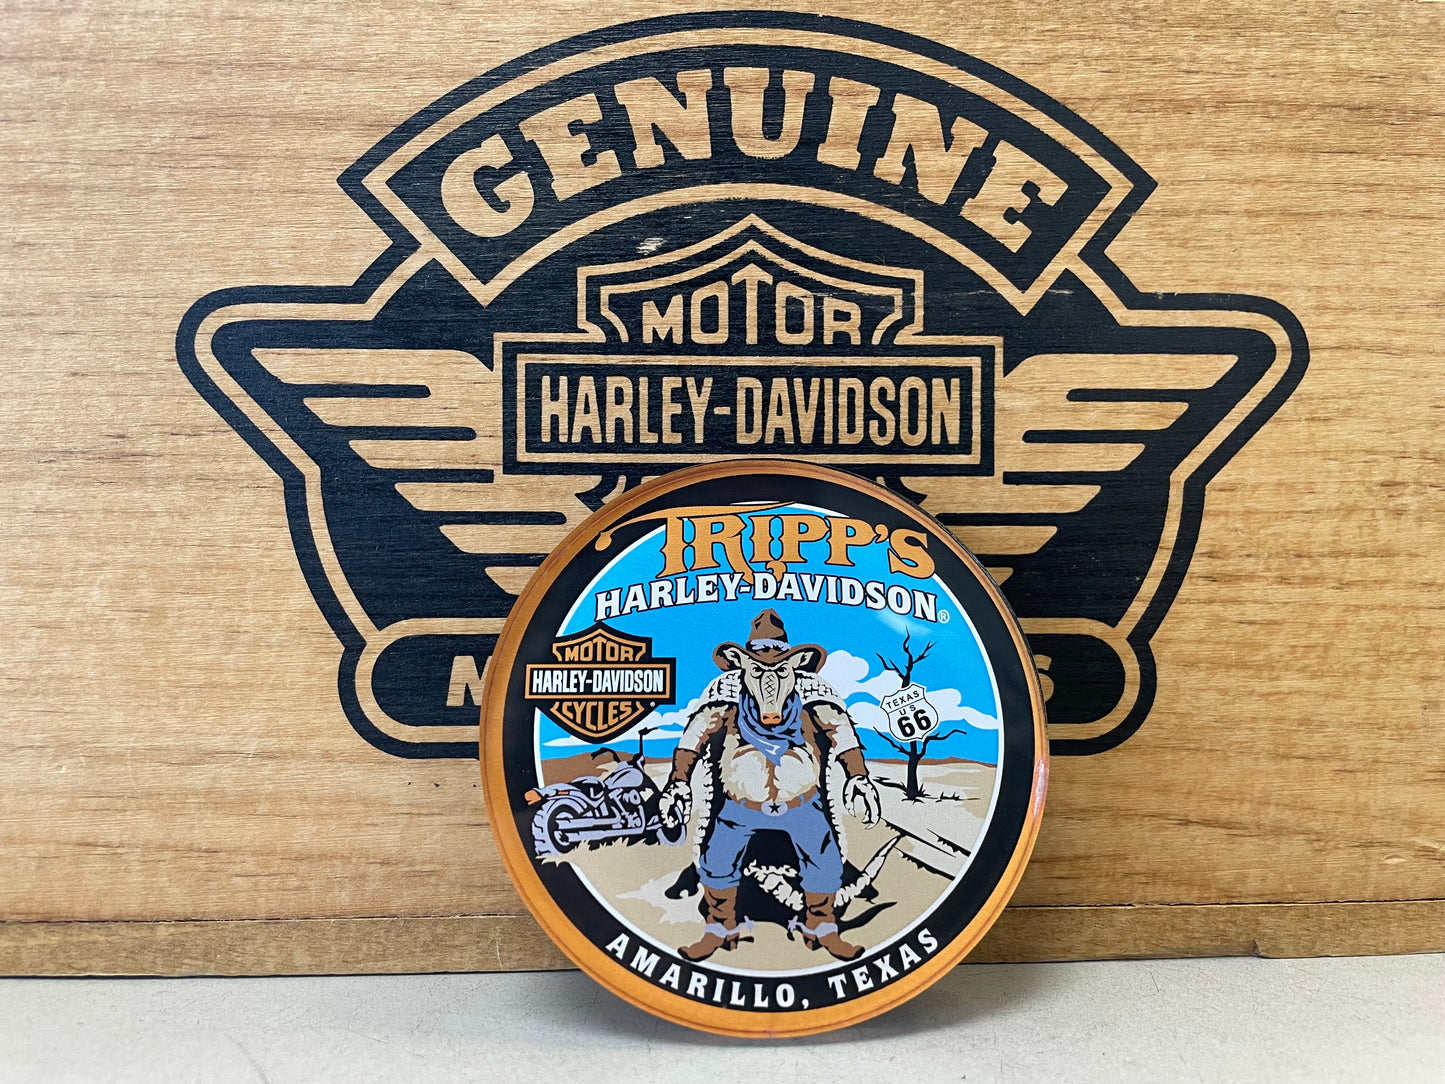 GENUINE
MOTOR
HARLEY-DAVIDSON
TRIPP'S
HARLEY-DAVIDSON®
MOTOR
HARLEY-DAVIDSON
CYCLES
TEXAS
US
66
AMARILLO, TEXAS